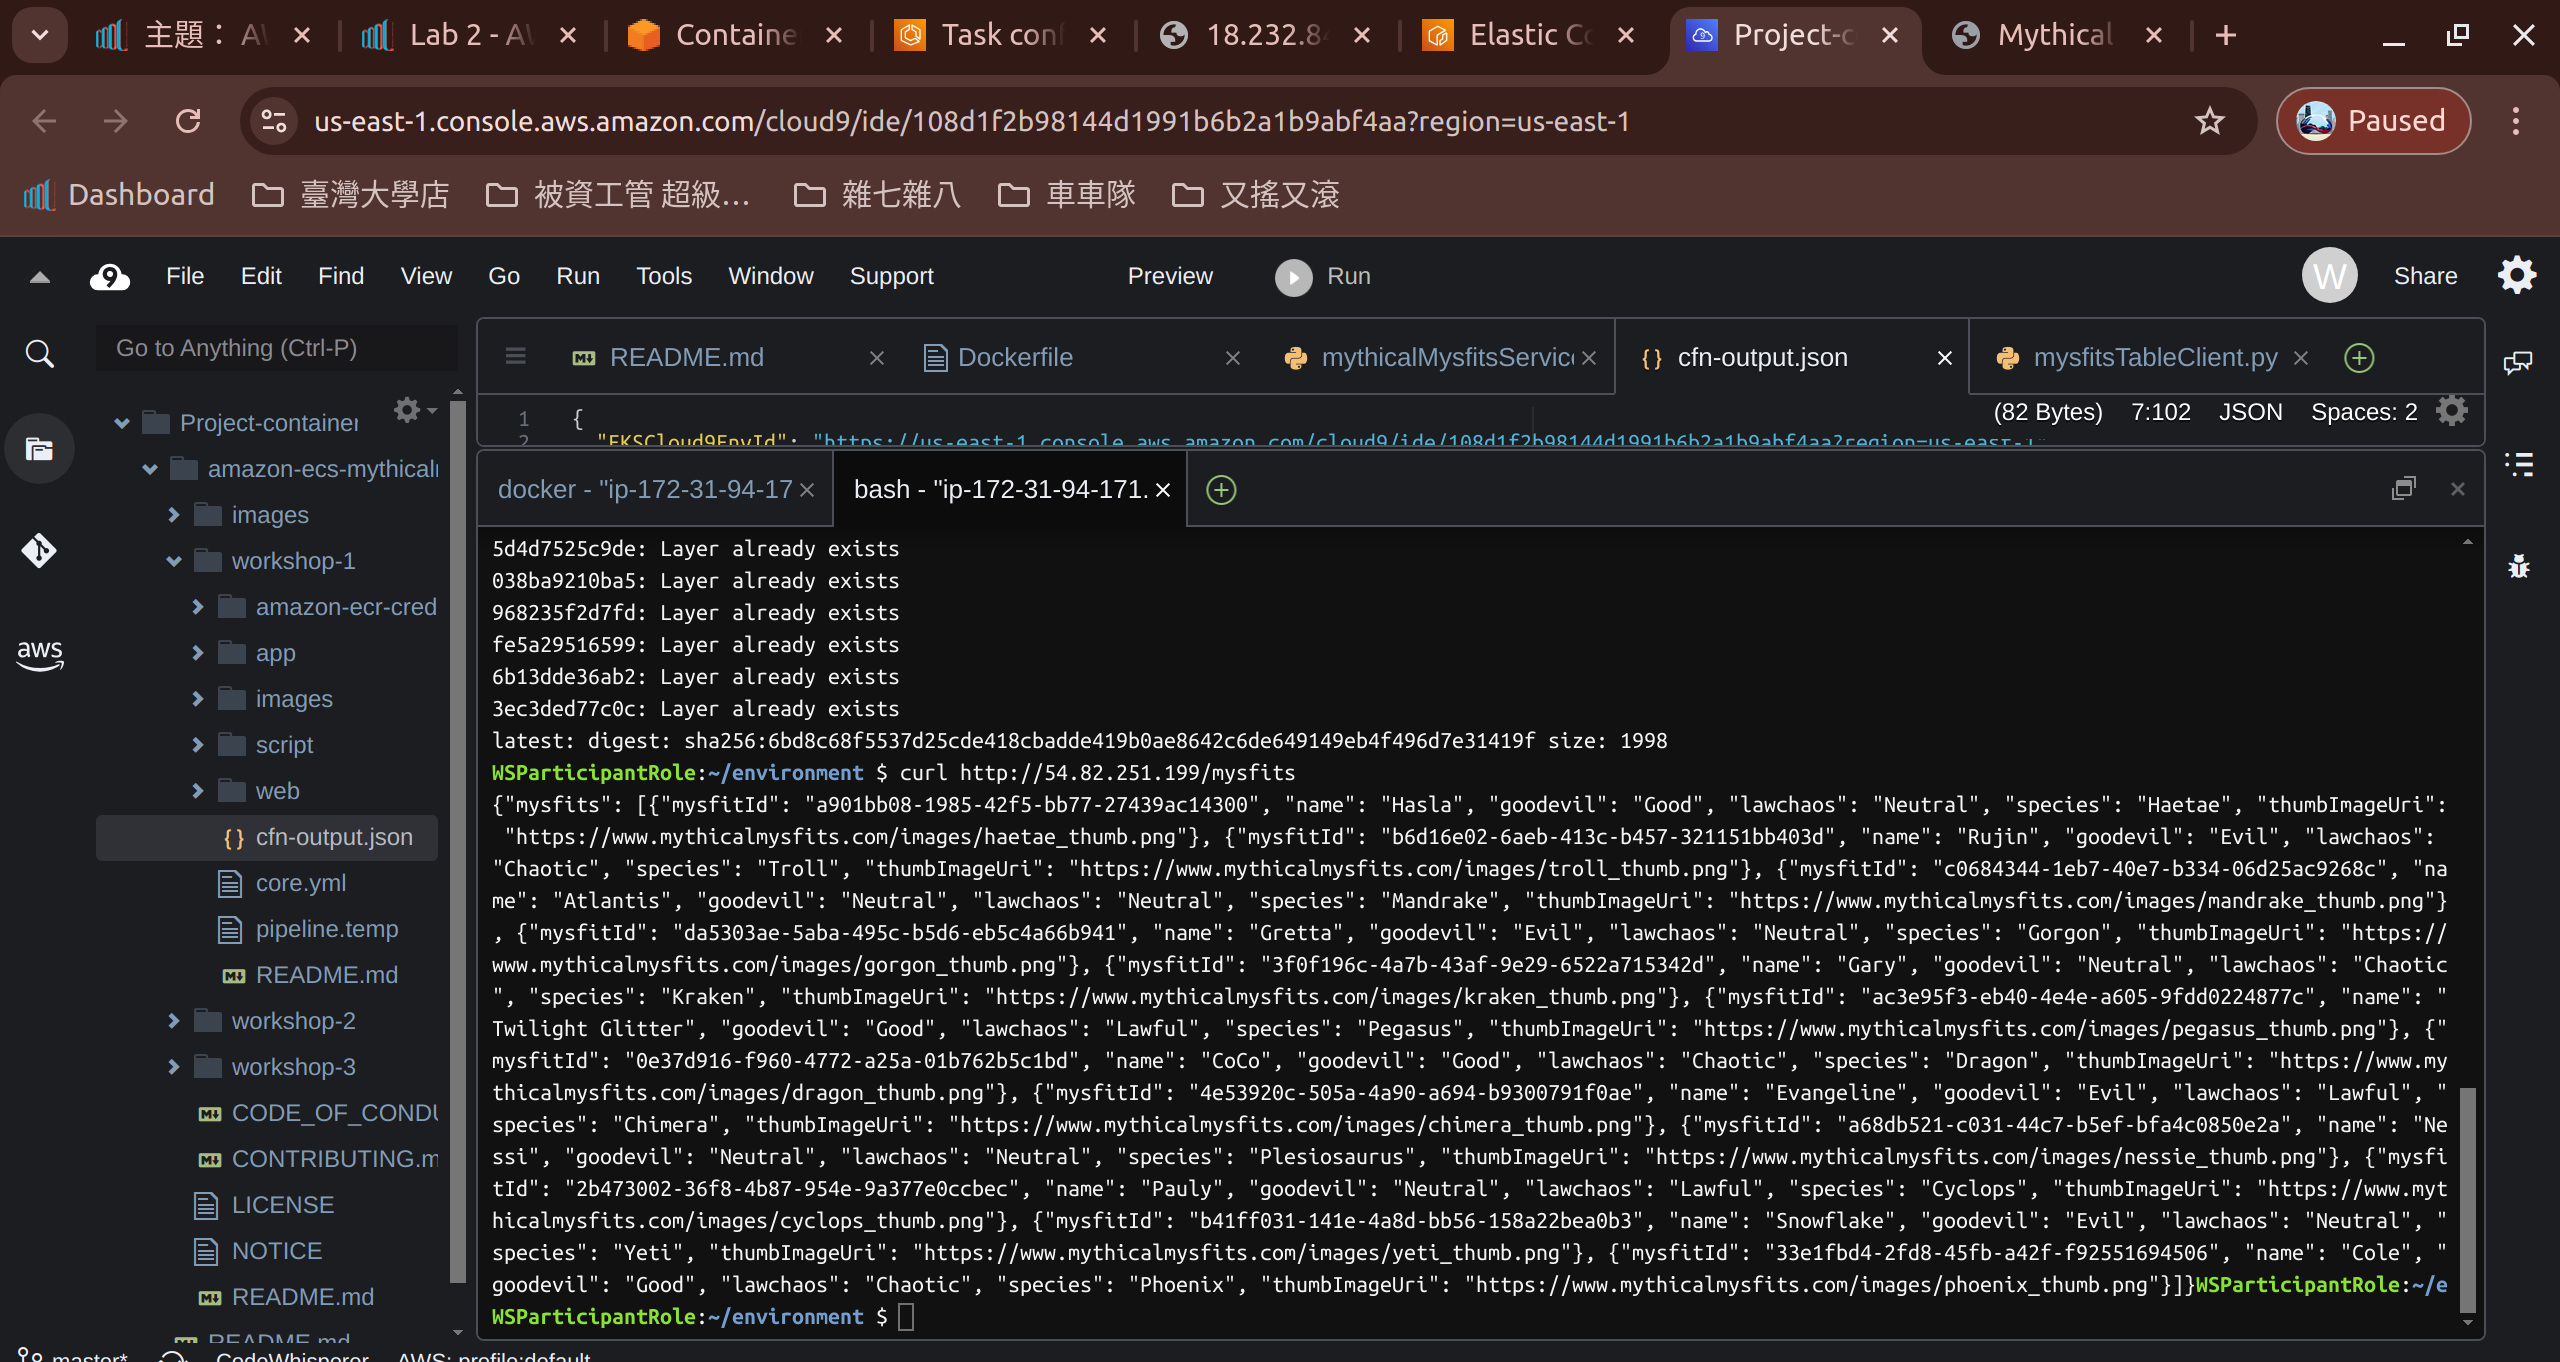 主題： AV
Lab 2 - AV
Containe
Task conf
18.232.84
Elastic Co
Project-c
Mythical
us-east-1.console.aws.amazon.com/cloud9/ide/108d1f2b98144d1991b6b2a1b9abf4aa?region=us-east-1
Paused
Dashboard
臺灣大學店
被資工管 超級…
雜七雜八
車車隊
又搖又滾
9 File Edit Find View Go Run Tools Window Support Preview Run W Share
Go to Anything (Ctrl-P)
README.md
Dockerfile
mythicalMysfitsService
cfn-output.json
mysfitsTableClient.py
1 {
(82 Bytes) 7:102 JSON Spaces: 2
2 "EKSCloud9EnvId": "https://us-east-1.console.aws.amazon.com/cloud9/ide/108d1f2b98144d1991b6b2a1b9abf4aa?region=us-east-1"
Project-container
amazon-ecs-mythicalm
images
workshop-1
amazon-ecr-cred
app
images
script
web
cfn-output.json
core.yml
pipeline.temp
README.md
workshop-2
workshop-3
CODE_OF_CONDU
CONTRIBUTING.m
LICENSE
NOTICE
README.md
README.md
aws
docker - "ip-172-31-94-17
bash - "ip-172-31-94-171.
5d4d7525c9de: Layer already exists
038ba9210ba5: Layer already exists
968235f2d7fd: Layer already exists
fe5a29516599: Layer already exists
6b13dde36ab2: Layer already exists
3ec3ded77c0c: Layer already exists
latest: digest: sha256:6bd8c68f5537d25cde418cbadde419b0ae8642c6de649149eb4f496d7e31419f size: 1998
WSParticipantRole:~/environment $ curl http://54.82.251.199/mysfits
{"mysfits": [{"mysfitId": "a901bb08-1985-42f5-bb77-27439ac14300", "name": "Hasla", "goodevil": "Good", "lawchaos": "Neutral", "species": "Haetae", "thumbImageUri":
"https://www.mythicalmysfits.com/images/haetae_thumb.png"}, {"mysfitId": "b6d16e02-6aeb-413c-b457-321151bb403d", "name": "Rujin", "goodevil": "Evil", "lawchaos":
"Chaotic", "species": "Troll", "thumbImageUri": "https://www.mythicalmysfits.com/images/troll_thumb.png"}, {"mysfitId": "c0684344-1eb7-40e7-b334-06d25ac9268c", "na
me": "Atlantis", "goodevil": "Neutral", "lawchaos": "Neutral", "species": "Mandrake", "thumbImageUri": "https://www.mythicalmysfits.com/images/mandrake_thumb.png"}
, {"mysfitId": "da5303ae-5aba-495c-b5d6-eb5c4a66b941", "name": "Gretta", "goodevil": "Evil", "lawchaos": "Neutral", "species": "Gorgon", "thumbImageUri": "https://
www.mythicalmysfits.com/images/gorgon_thumb.png"}, {"mysfitId": "3f0f196c-4a7b-43af-9e29-6522a715342d", "name": "Gary", "goodevil": "Neutral", "lawchaos": "Chaotic
", "species": "Kraken", "thumbImageUri": "https://www.mythicalmysfits.com/images/kraken_thumb.png"}, {"mysfitId": "ac3e95f3-eb40-4e4e-a605-9fdd0224877c", "name": "
Twilight Glitter", "goodevil": "Good", "lawchaos": "Lawful", "species": "Pegasus", "thumbImageUri": "https://www.mythicalmysfits.com/images/pegasus_thumb.png"}, {"
mysfitId": "0e37d916-f960-4772-a25a-01b762b5c1bd", "name": "CoCo", "goodevil": "Good", "lawchaos": "Chaotic", "species": "Dragon", "thumbImageUri": "https://www.my
thicalmysfits.com/images/dragon_thumb.png"}, {"mysfitId": "4e53920c-505a-4a90-a694-b9300791f0ae", "name": "Evangeline", "goodevil": "Evil", "lawchaos": "Lawful", "
species": "Chimera", "thumbImageUri": "https://www.mythicalmysfits.com/images/chimera_thumb.png"}, {"mysfitId": "a68db521-c031-44c7-b5ef-bfa4c0850e2a", "name": "Ne
ssi", "goodevil": "Neutral", "lawchaos": "Neutral", "species": "Plesiosaurus", "thumbImageUri": "https://www.mythicalmysfits.com/images/nessie_thumb.png"}, {"mysfi
tId": "2b473002-36f8-4b87-954e-9a377e0ccbec", "name": "Pauly", "goodevil": "Neutral", "lawchaos": "Lawful", "species": "Cyclops", "thumbImageUri": "https://www.myt
hicalmysfits.com/images/cyclops_thumb.png"}, {"mysfitId": "b41ff031-141e-4a8d-bb56-158a22bea0b3", "name": "Snowflake", "goodevil": "Evil", "lawchaos": "Neutral", "
species": "Yeti", "thumbImageUri": "https://www.mythicalmysfits.com/images/yeti_thumb.png"}, {"mysfitId": "33e1fbd4-2fd8-45fb-a42f-f92551694506", "name": "Cole", "
goodevil": "Good", "lawchaos": "Chaotic", "species": "Phoenix", "thumbImageUri": "https://www.mythicalmysfits.com/images/phoenix_thumb.png"}]}WSParticipantRole:~/e
WSParticipantRole:~/environment $
master* CodeWhisperer AWS: profile:default